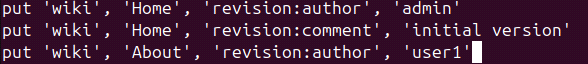 put 'wiki', 'Home', 'revision:author', 'admin'
put 'wiki', 'Home', 'revision:comment', 'initial version'
put 'wiki', 'About', 'revision:author', 'user1'